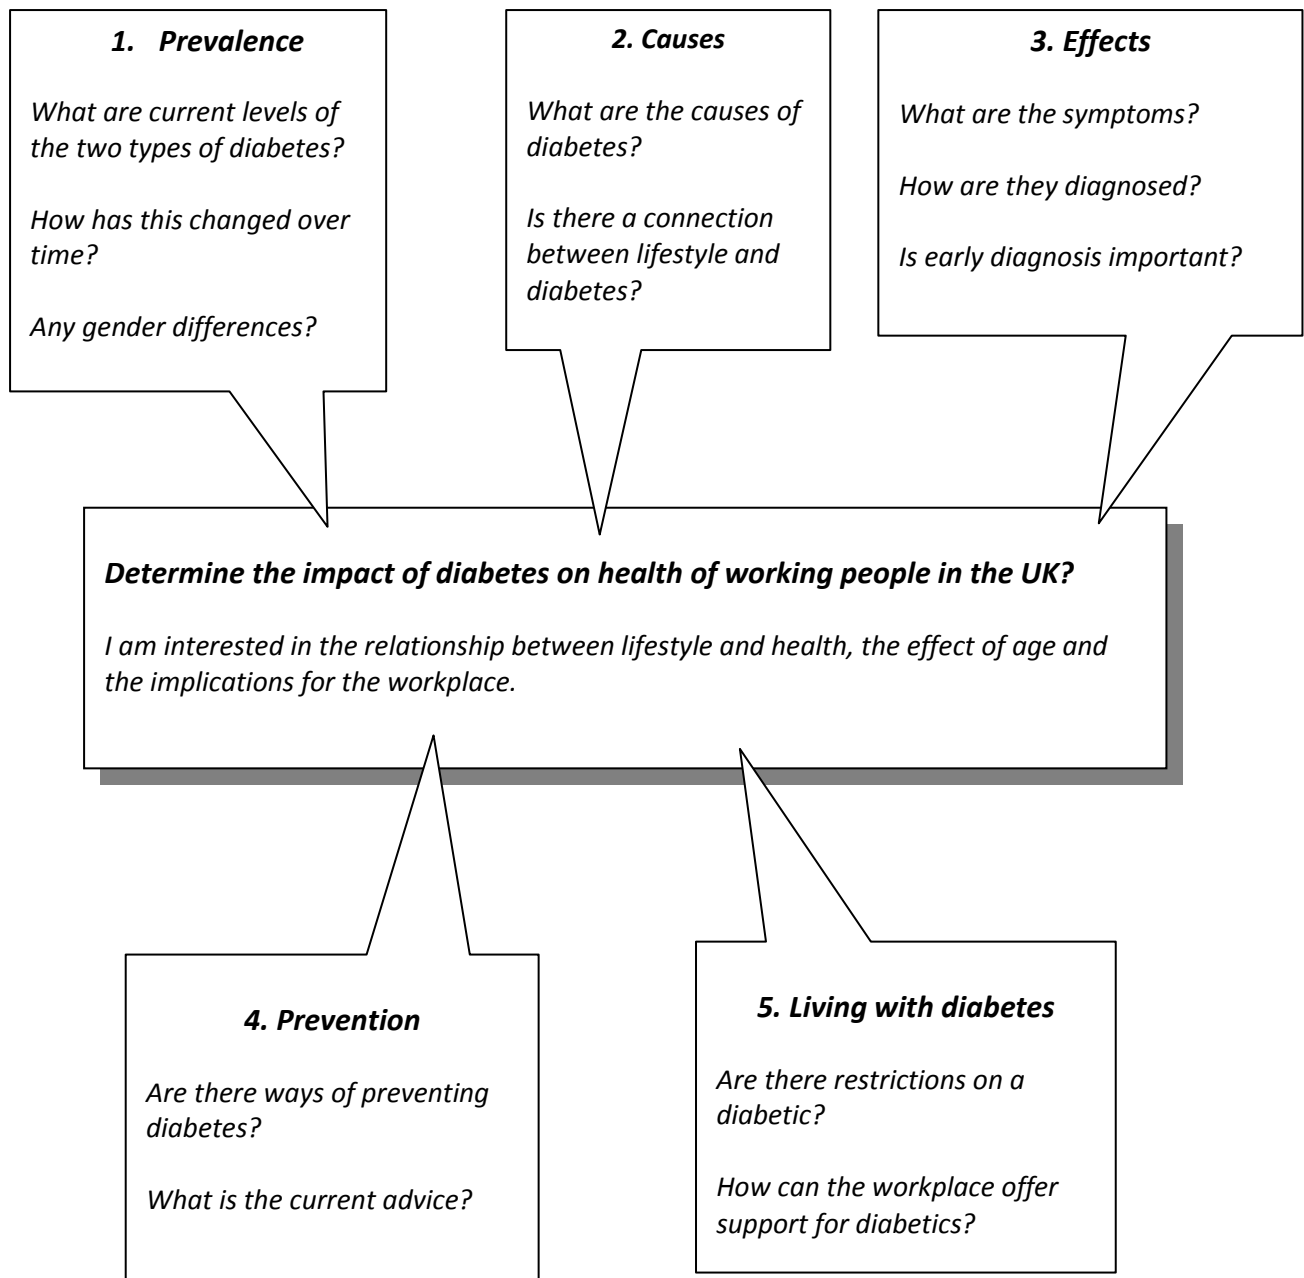 1. Prevalence
What are current levels of
the two types of diabetes?
How has this changed over
time?
Any gender differences?
2. Causes
What are the causes of
diabetes?
Is there a connection
between lifestyle and
diabetes?
3. Effects
What are the symptoms?
How are they diagnosed?
Is early diagnosis important?
Determine the impact of diabetes on health of working people in the UK?
I am interested in the relationship between lifestyle and health, the effect of age and
the implications for the workplace.
4. Prevention
Are there ways of preventing
diabetes?
What is the current advice?
5. Living with diabetes
Are there restrictions on a
diabetic?
How can the workplace offer
support for diabetics?